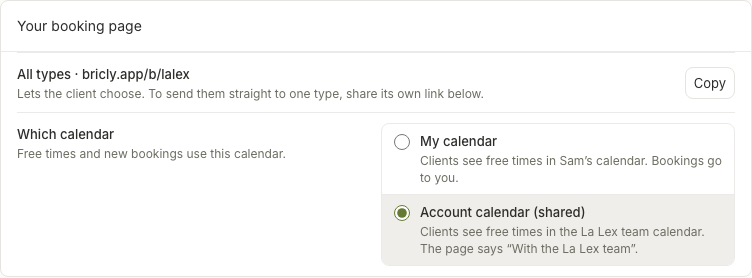 Your booking page
All types · bricly.app/b/lalex
Lets the client choose. To send them straight to one type, share its own link below.
Copy
Which calendar
Free times and new bookings use this calendar.
My calendar
Clients see free times in Sam’s calendar. Bookings go
to you.
Account calendar (shared)
Clients see free times in the La Lex team calendar.
The page says “With the La Lex team”.